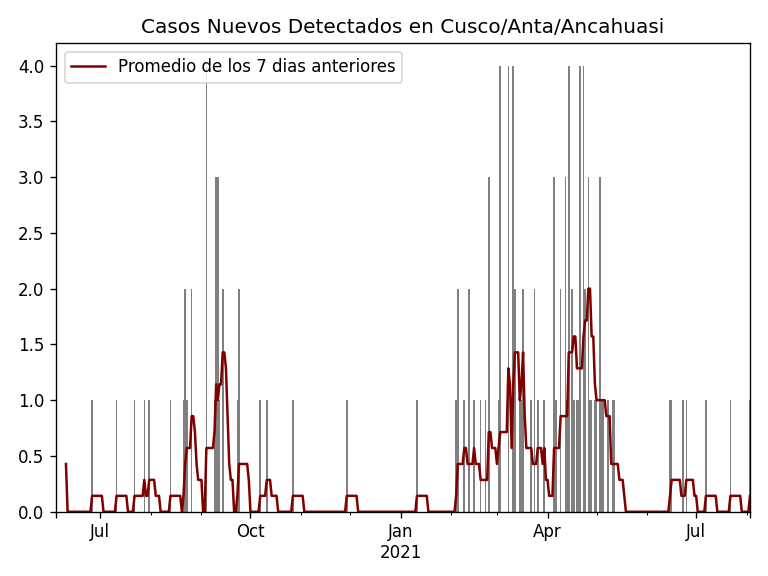 Casos Nuevos Detectados en Cusco/Anta/Ancahuasi
Promedio de los 7 dias anteriores
4.0
3.5
3.0
2.5
2.0
1.5
1.0
0.5
0.0
Jul
Oct
Jan
2021
Apr
Jul